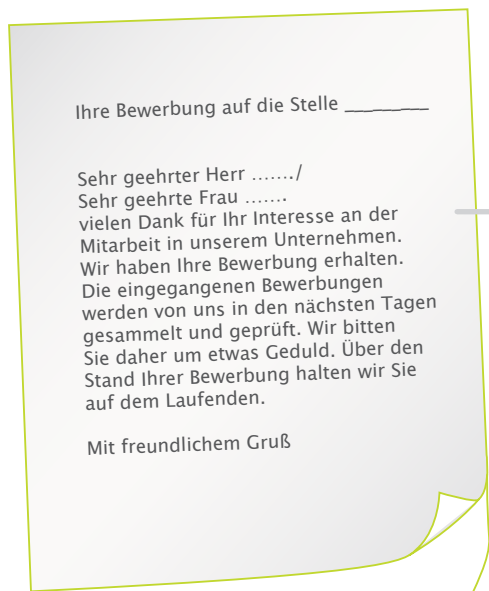 Ihre Bewerbung auf die Stelle _________
Sehr geehrter Herr ……./
Sehr geehrte Frau …….
vielen Dank für Ihr Interesse an der
Mitarbeit in unserem Unternehmen.
Wir haben Ihre Bewerbung erhalten.
Die eingegangenen Bewerbungen
werden von uns in den nächsten Tagen
gesammelt und geprüft. Wir bitten
Sie daher um etwas Geduld. Über den
Stand Ihrer Bewerbung halten wir Sie
auf dem Laufenden.
Mit freundlichem Gruß